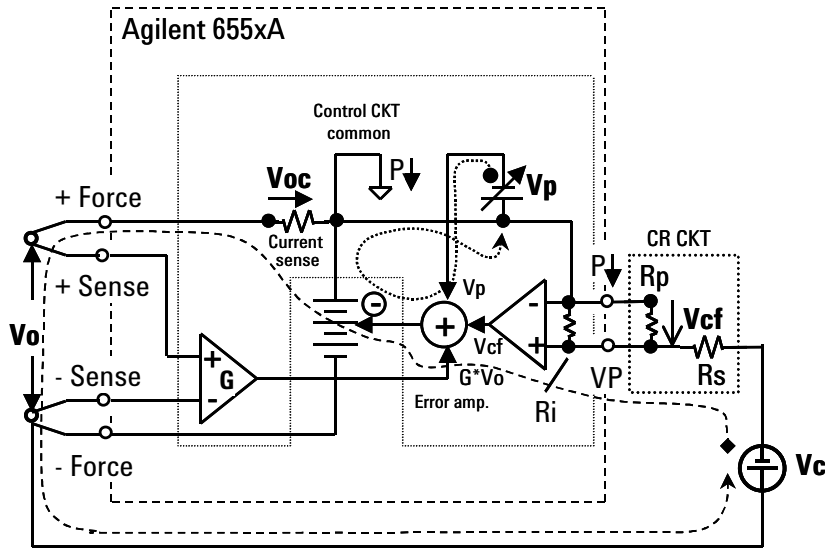 Agilent 655xA
Control CKT
common
P
Voc
Vp
+ Force
Current
sense
CR CKT
+ Sense
P
Rp
Vp
-
Vcf
-
+
Vo
Vcf
+
- Sense
+
G
-
G*Vo
VP
Rs
Error amp.
Ri
- Force
Vc